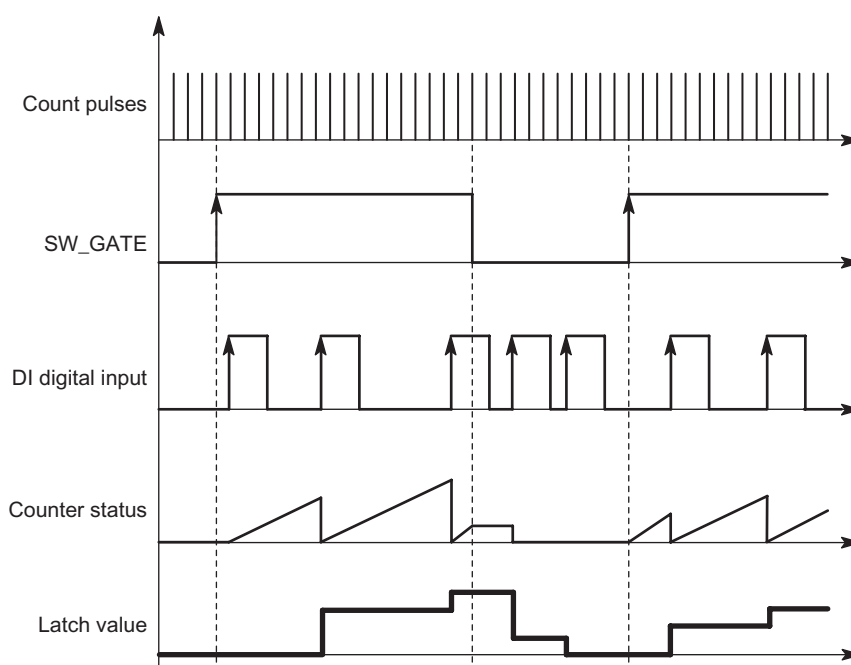 Count pulses
SW_GATE
DI digital input
Counter status
Latch value